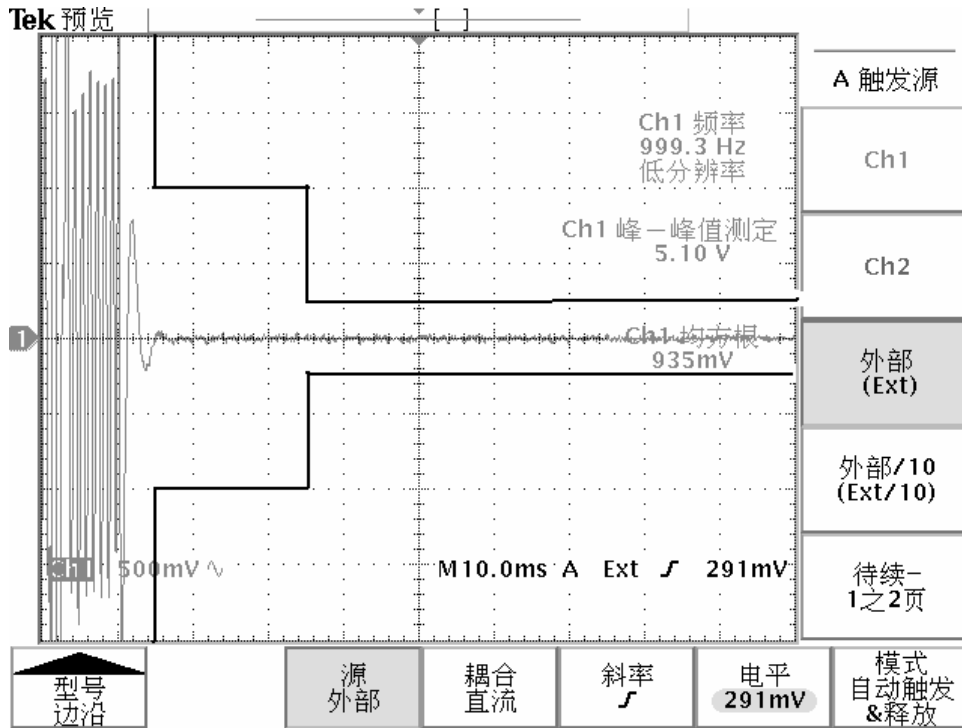 Tek 预览
A 触发源
Ch1 频率
999.3 Hz
低分辨率
Ch1
Ch1 峰－峰值测定
5.10 V
Ch2
1
Ch1 均方根
935mV
外部
(Ext)
外部/10
(Ext/10)
Ch1 500mV ∿ M10.0ms A Ext ƒ 291mV
待续－
1之2页
型号
边沿
源
外部
耦合
直流
斜率
ƒ
电平
291mV
模式
自动触发
&释放